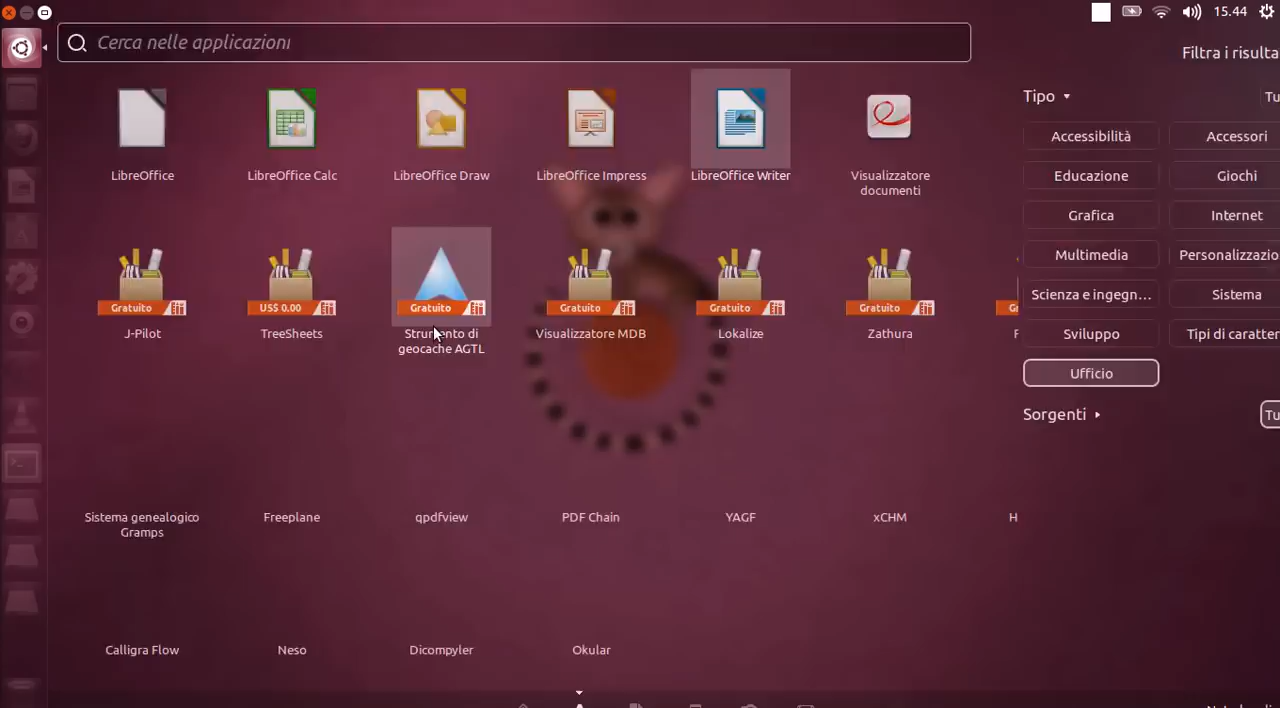 15.44
Cerca nelle applicazioni
Filtra i risulta
Tipo
Tu
LibreOffice
LibreOffice Calc
LibreOffice Draw
LibreOffice Impress
LibreOffice Writer
Visualizzatore
documenti
Accessibilità
Accessori
Educazione
Giochi
Grafica
Internet
Multimedia
Personalizzazio
Scienza e ingegn...
Sistema
Sviluppo
Tipi di caratter
Ufficio
Sorgenti
Tu
Gratuito
US$ 0.00
Gratuito
Gratuito
Gratuito
Gratuito
J-Pilot
TreeSheets
Strumento di
geocache AGTL
Visualizzatore MDB
Lokalize
Zathura
Sistema genealogico
Gramps
Freeplane
qpdfview
PDF Chain
YAGF
xCHM
H
Calligra Flow
Neso
Dicompyler
Okular